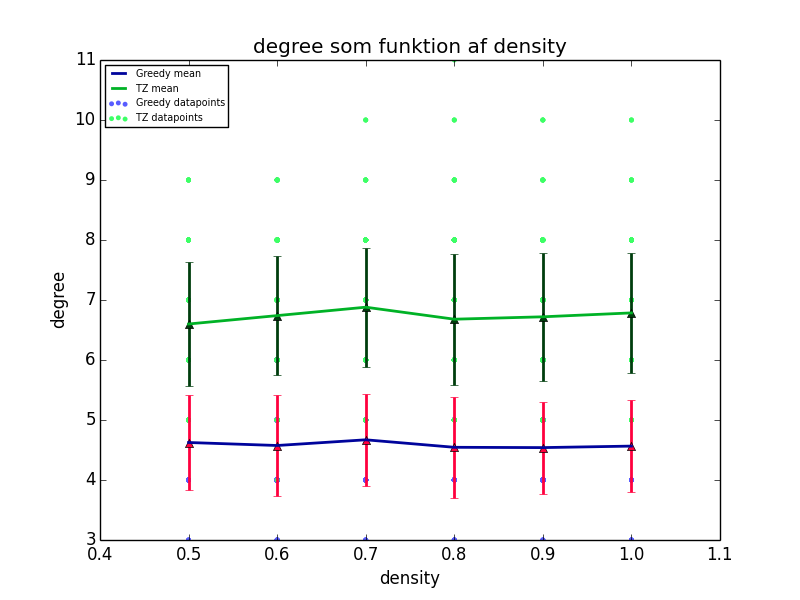 degree som funktion af density
Greedy mean
TZ mean
Greedy datapoints
TZ datapoints
11
10
9
8
7
6
5
4
3
degree
0.4 0.5 0.6 0.7 0.8 0.9 1.0 1.1
density